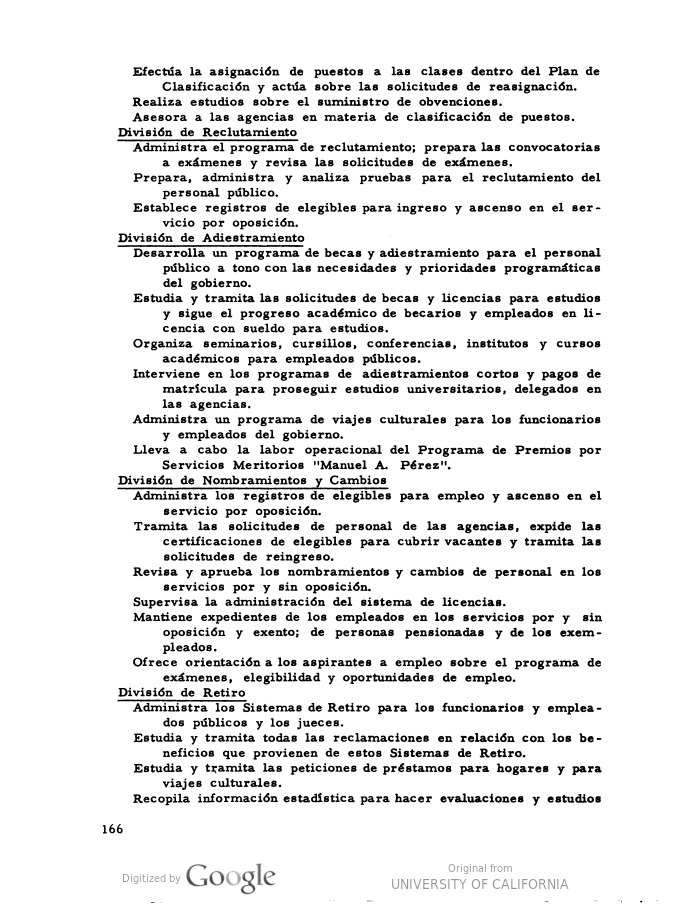 Efectúa la asignación de puestos a las clases dentro del Plan de
Clasificación y actúa sobre las solicitudes de reasignación.
Realiza estudios sobre el suministro de obvenciones.
Asesora a las agencias en materia de clasificación de puestos.
División de Reclutamiento
Administra el programa de reclutamiento; prepara las convocatorias
a exámenes y revisa las solicitudes de exámenes.
Prepara, administra y analiza pruebas para el reclutamiento del
personal público.
Establece registros de elegibles para ingreso y ascenso en el ser-
vicio por oposición.
División de Adiestramiento
Desarrolla un programa de becas y adiestramiento para el personal
público a tono con las necesidades y prioridades programáticas
del gobierno.
Estudia y tramita las solicitudes de becas y licencias para estudios
y sigue el progreso académico de becarios y empleados en li-
cencia con sueldo para estudios.
Organiza seminarios, cursillos, conferencias, institutos y cursos
académicos para empleados públicos.
Interviene en los programas de adiestramientos cortos y pagos de
matrícula para proseguir estudios universitarios, delegados en
las agencias.
Administra un programa de viajes culturales para los funcionarios
y empleados del gobierno.
Lleva a cabo la labor operacional del Programa de Premios por
Servicios Meritorios "Manuel A. Pérez".
División de Nombramientos y Cambios
Administra los registros de elegibles para empleo y ascenso en el
servicio por oposición.
Tramita las solicitudes de personal de las agencias, expide las
certificaciones de elegibles para cubrir vacantes y tramita las
solicitudes de reingreso.
Revisa y aprueba los nombramientos y cambios de personal en los
servicios por y sin oposición.
Supervisa la administración del sistema de licencias.
Mantiene expedientes de los empleados en los servicios por y sin
oposición y exento; de personas pensionadas y de los exem-
pleados.
Ofrece orientación a los aspirantes a empleo sobre el programa de
exámenes, elegibilidad y oportunidades de empleo.
División de Retiro
Administra los Sistemas de Retiro para los funcionarios y emplea-
dos públicos y los jueces.
Estudia y tramita todas las reclamaciones en relación con los be-
neficios que provienen de estos Sistemas de Retiro.
Estudia y tramita las peticiones de préstamos para hogares y para
viajes culturales.
Recopila información estadística para hacer evaluaciones y estudios
166
Digitized by Google
Original from
UNIVERSITY OF CALIFORNIA